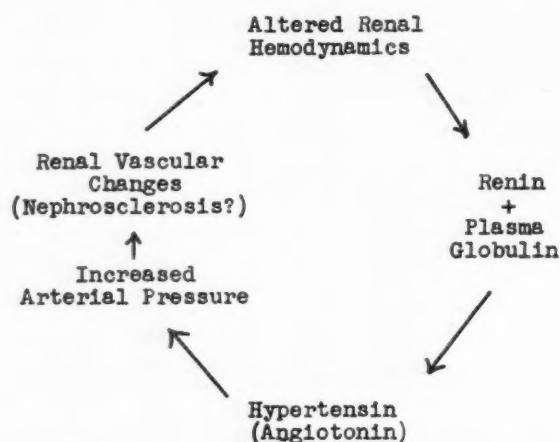 Altered Renal
Hemodynamics
Renin
+
Plasma
Globulin
Hypertensin
(Angiotonin)
Increased
Arterial Pressure
Renal Vascular
Changes
(Nephrosclerosis?)